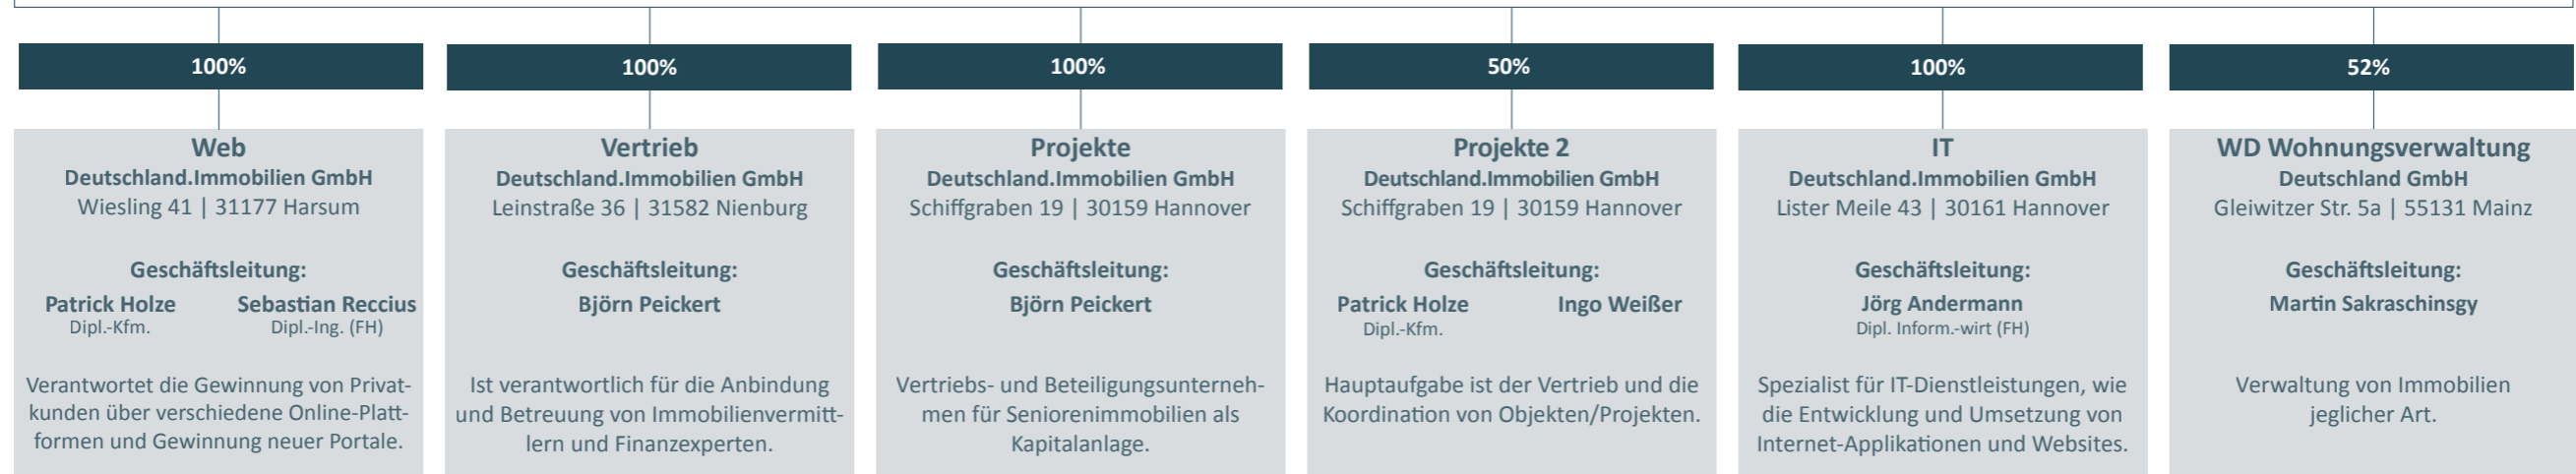 100%
Web
Deutschland.Immobilien GmbH
Wiesling 41 | 31177 Harsum
Geschäftsleitung:
Patrick Holze
Dipl.-Kfm.
Sebastian Reccius
Dipl.-Ing. (FH)
Verantwortet die Gewinnung von Privat-
kunden über verschiedene Online-Platt-
formen und Gewinnung neuer Portale.
100%
Vertrieb
Deutschland.Immobilien GmbH
Leinstraße 36 | 31582 Nienburg
Geschäftsleitung:
Björn Peickert
Ist verantwortlich für die Anbindung
und Betreuung von Immobilienvermitt-
lern und Finanzexperten.
100%
Projekte
Deutschland.Immobilien GmbH
Schiffgraben 19 | 30159 Hannover
Geschäftsleitung:
Björn Peickert
Vertriebs- und Beteiligungsunterneh-
men für Seniorenimmobilien als
Kapitalanlage.
50%
Projekte 2
Deutschland.Immobilien GmbH
Schiffgraben 19 | 30159 Hannover
Geschäftsleitung:
Patrick Holze
Dipl.-Kfm.
Ingo Weißer
Hauptaufgabe ist der Vertrieb und die
Koordination von Objekten/Projekten.
100%
IT
Deutschland.Immobilien GmbH
Lister Meile 43 | 30161 Hannover
Geschäftsleitung:
Jörg Andermann
Dipl. Inform.-wirt (FH)
Spezialist für IT-Dienstleistungen, wie
die Entwicklung und Umsetzung von
Internet-Applikationen und Websites.
52%
WD Wohnungsverwaltung
Deutschland GmbH
Gleiwitzer Str. 5a | 55131 Mainz
Geschäftsleitung:
Martin Sakraschinsgy
Verwaltung von Immobilien
jeglicher Art.